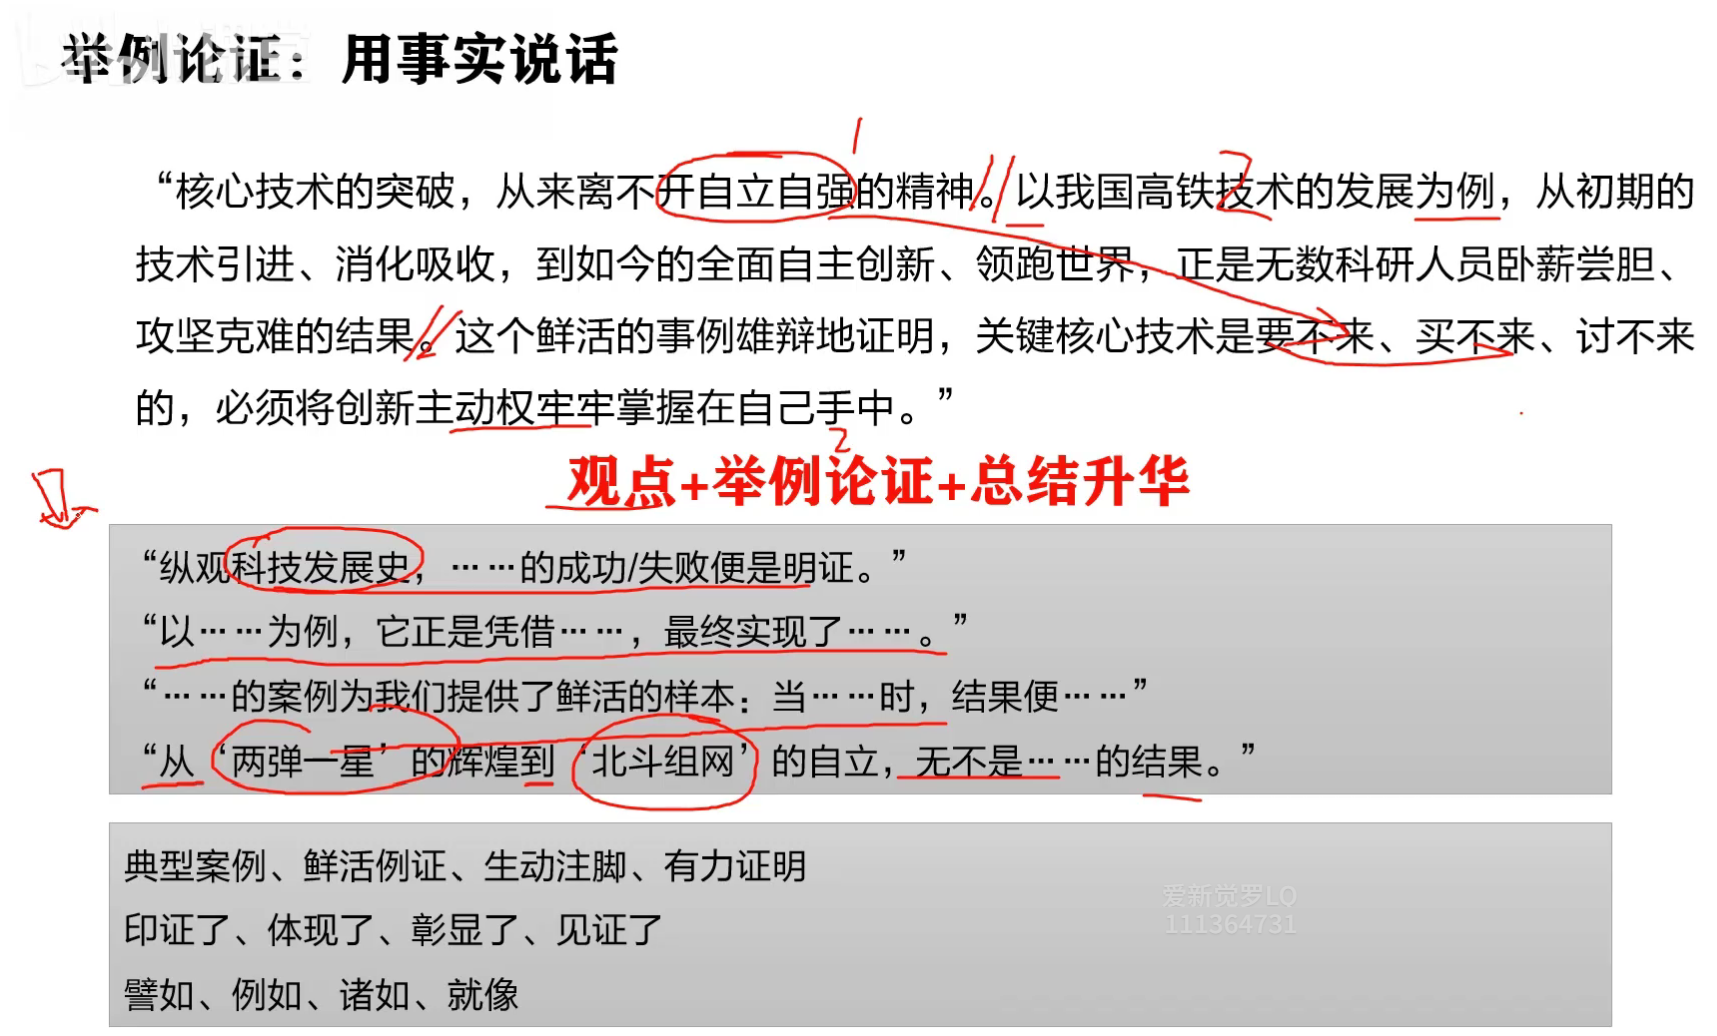 举例论证：用事实说话
1
2
“核心技术的突破，从来离不开自立自强的精神。以我国高铁技术的发展为例，从初期的
技术引进、消化吸收，到如今的全面自主创新、领跑世界，正是无数科研人员卧薪尝胆、
攻坚克难的结果。这个鲜活的事例雄辩地证明，关键核心技术是要不来、买不来、讨不来
的，必须将创新主动权牢牢掌握在自己手中。”
2
观点+举例论证+总结升华
“纵观科技发展史，……的成功/失败便是明证。”
“以……为例，它正是凭借……，最终实现了……。”
“……的案例为我们提供了鲜活的样本：当……时，结果便……”
“从‘两弹一星’的辉煌到‘北斗组网’的自立，无不是……的结果。”
典型案例、鲜活例证、生动注脚、有力证明
印证了、体现了、彰显了、见证了
譬如、例如、诸如、就像
爱新觉罗LQ
111364731